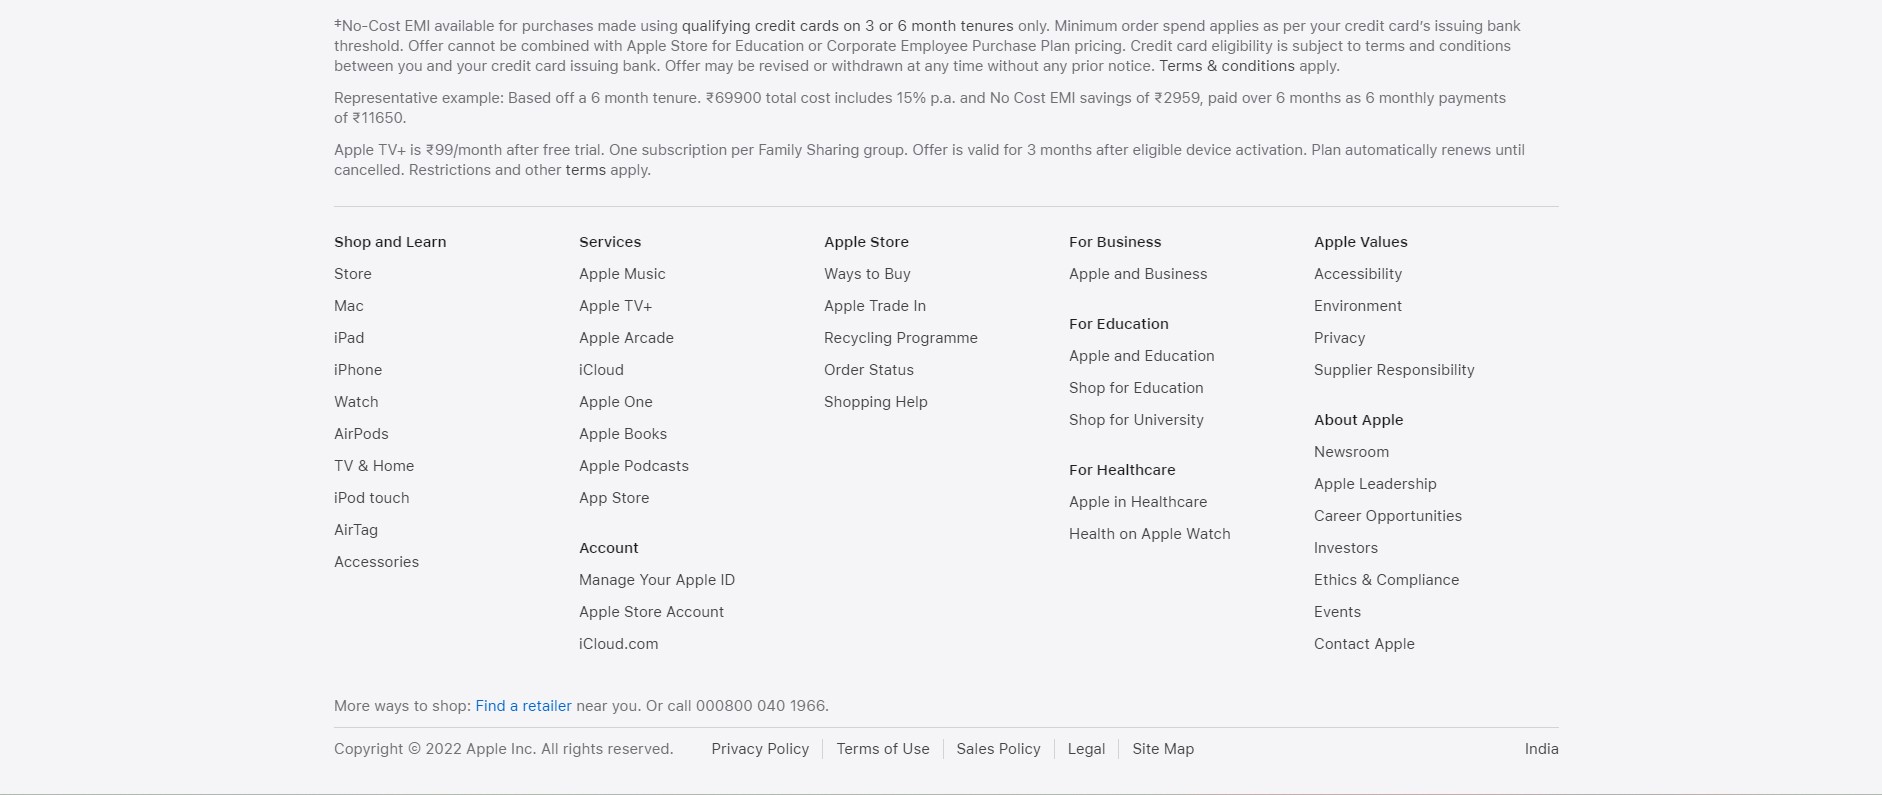 ‡No-Cost EMI available for purchases made using qualifying credit cards on 3 or 6 month tenures only. Minimum order spend applies as per your credit card’s issuing bank
threshold. Offer cannot be combined with Apple Store for Education or Corporate Employee Purchase Plan pricing. Credit card eligibility is subject to terms and conditions
between you and your credit card issuing bank. Offer may be revised or withdrawn at any time without any prior notice. Terms & conditions apply.
Representative example: Based off a 6 month tenure. ₹69900 total cost includes 15% p.a. and No Cost EMI savings of ₹2959, paid over 6 months as 6 monthly payments
of ₹11650.
Apple TV+ is ₹99/month after free trial. One subscription per Family Sharing group. Offer is valid for 3 months after eligible device activation. Plan automatically renews until
cancelled. Restrictions and other terms apply.
Shop and Learn
Store
Mac
iPad
iPhone
Watch
AirPods
TV & Home
iPod touch
AirTag
Accessories
Services
Apple Music
Apple TV+
Apple Arcade
iCloud
Apple One
Apple Books
Apple Podcasts
App Store
Account
Manage Your Apple ID
Apple Store Account
iCloud.com
Apple Store
Ways to Buy
Apple Trade In
Recycling Programme
Order Status
Shopping Help
For Business
Apple and Business
For Education
Apple and Education
Shop for Education
Shop for University
For Healthcare
Apple in Healthcare
Health on Apple Watch
Apple Values
Accessibility
Environment
Privacy
Supplier Responsibility
About Apple
Newsroom
Apple Leadership
Career Opportunities
Investors
Ethics & Compliance
Events
Contact Apple
More ways to shop: Find a retailer near you. Or call 000800 040 1966.
Copyright © 2022 Apple Inc. All rights reserved. Privacy Policy Terms of Use Sales Policy Legal Site Map India